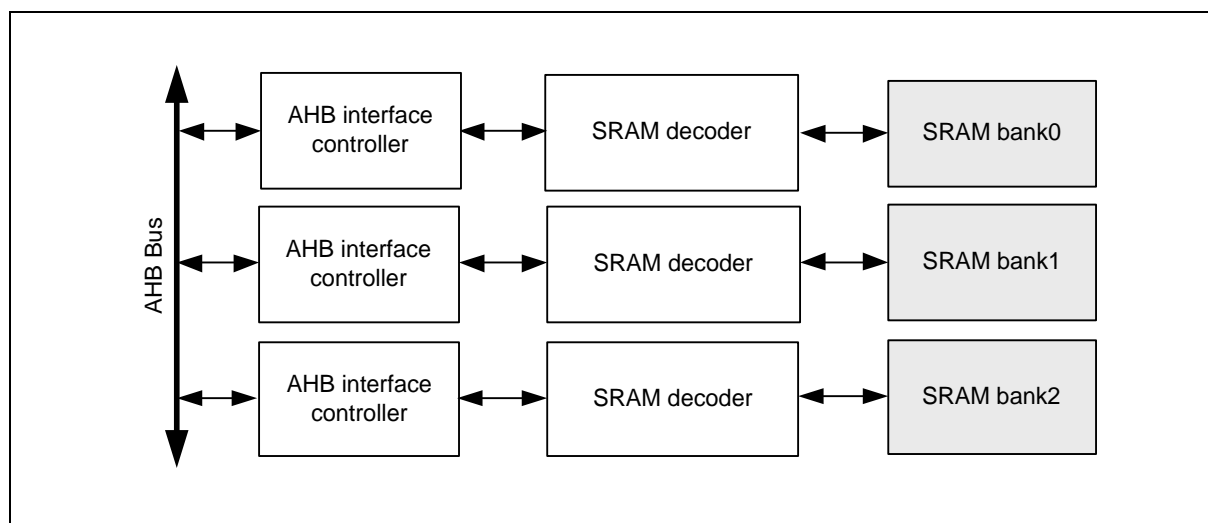 AHB Bus
AHB interface
controller
SRAM decoder
SRAM bank0
AHB interface
controller
SRAM decoder
SRAM bank1
AHB interface
controller
SRAM decoder
SRAM bank2